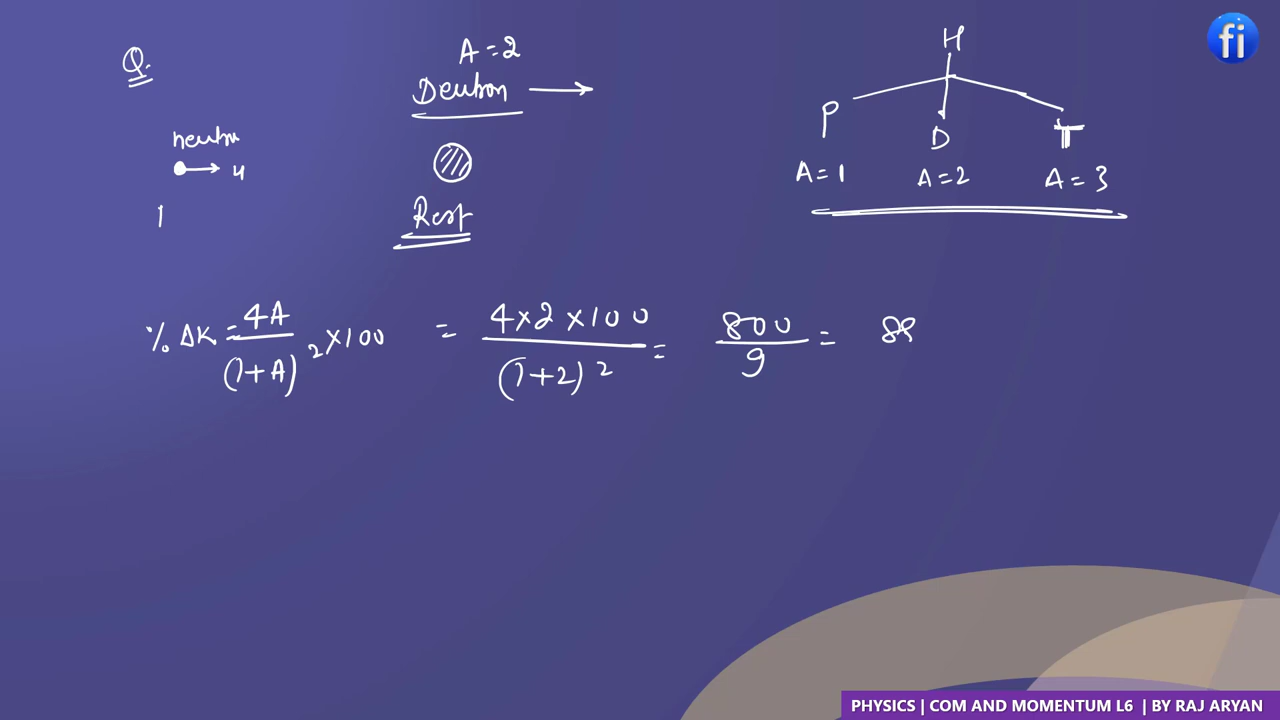 fi
Q.
A = 2
Deutron →
H
P D T
A = 1 A = 2 A = 3
neutron
→ u
1
Rest
% ΔK = 4A/(1+A)² × 100 = 4×2×100/(1+2)² = 800/9 = 88
PHYSICS | COM AND MOMENTUM L6 | BY RAJ ARYAN